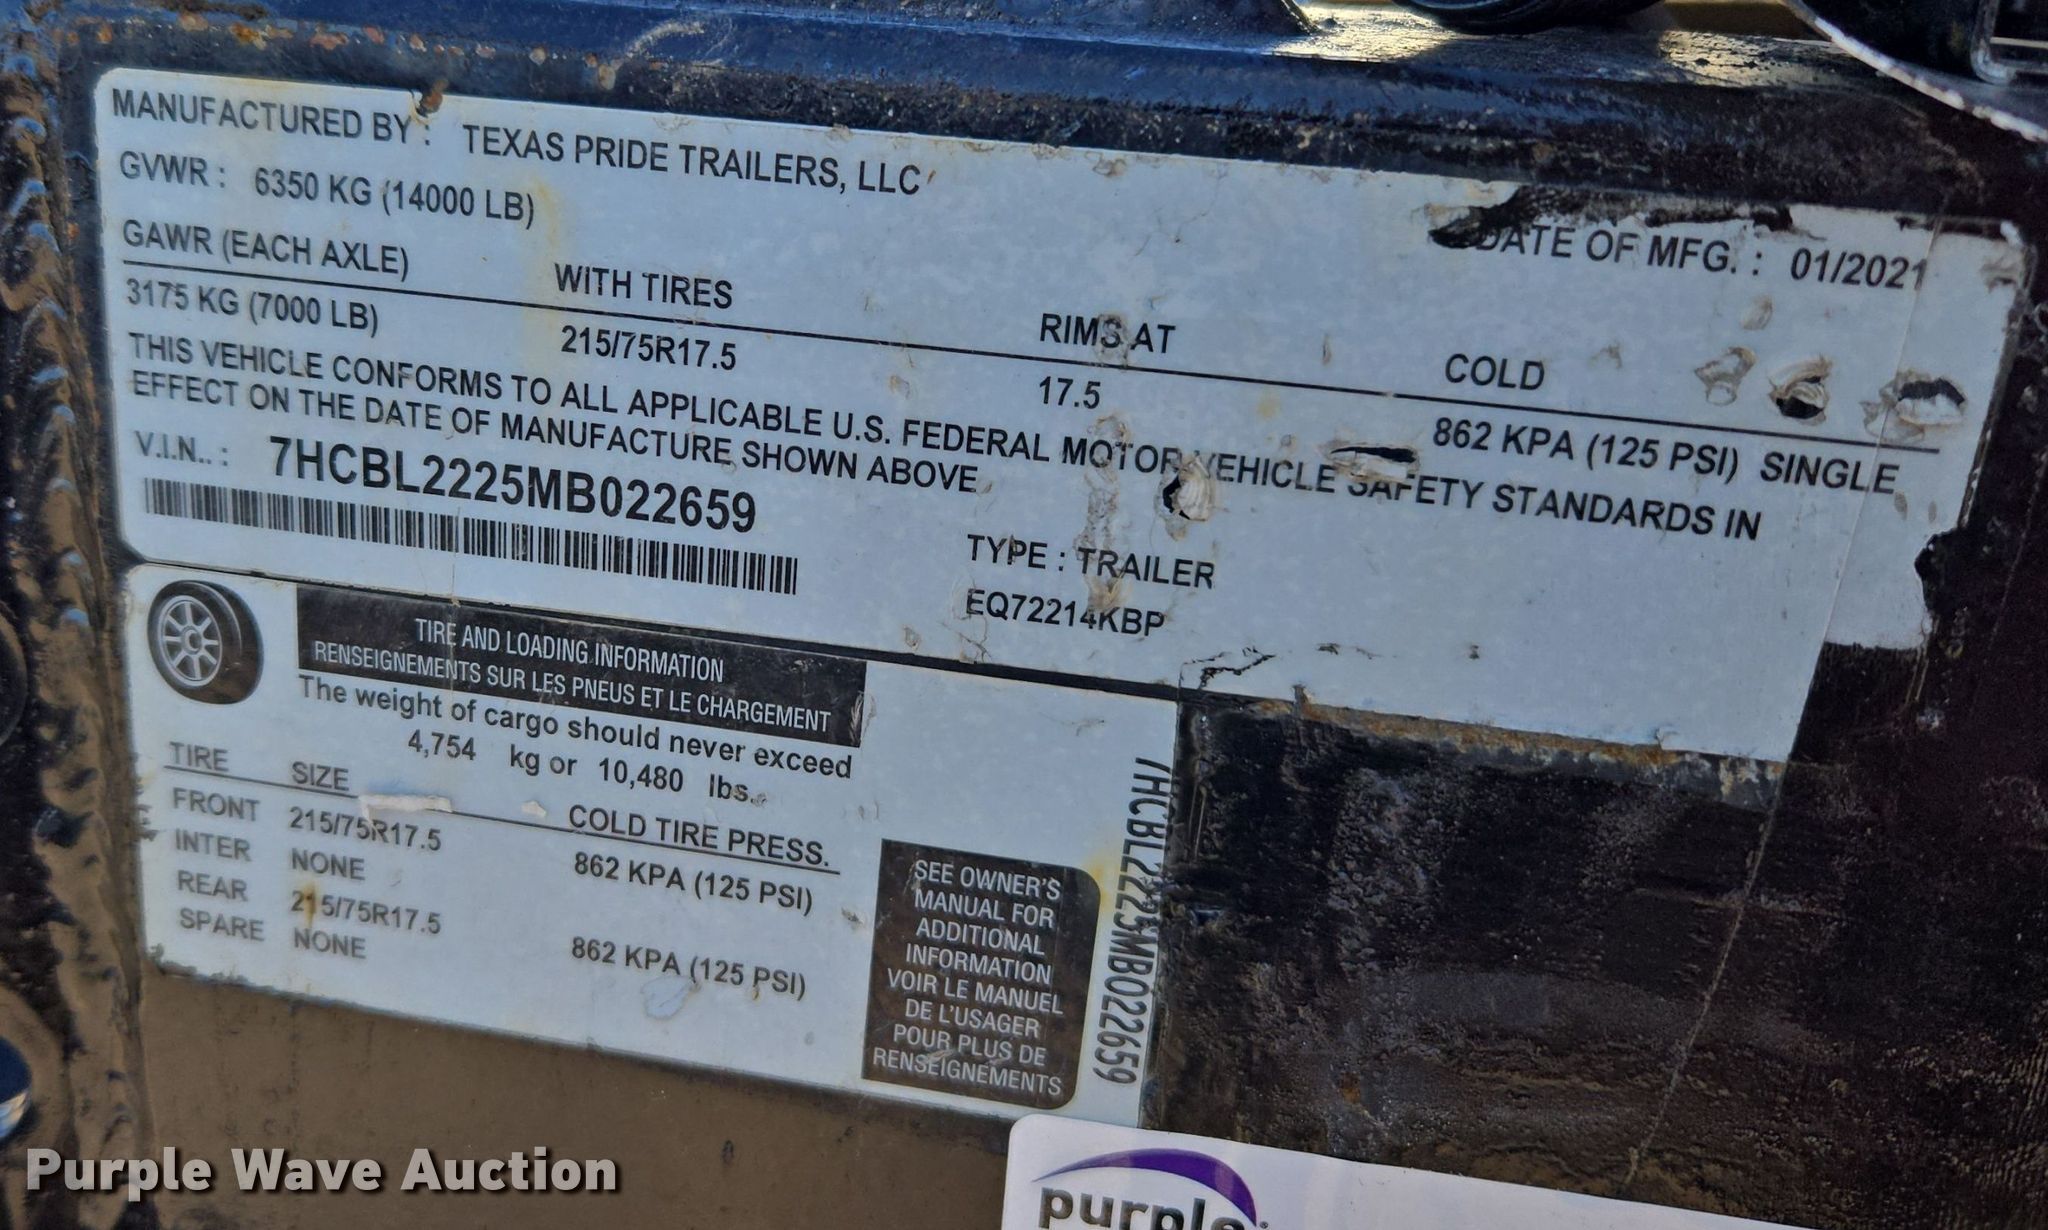 MANUFACTURED BY : TEXAS PRIDE TRAILERS, LLC
GVWR : 6350 KG (14000 LB)
DATE OF MFG. : 01/2021
GAWR (EACH AXLE) WITH TIRES RIMS AT COLD
3175 KG (7000 LB) 215/75R17.5 17.5 862 KPA (125 PSI) SINGLE
THIS VEHICLE CONFORMS TO ALL APPLICABLE U.S. FEDERAL MOTOR VEHICLE SAFETY STANDARDS IN
EFFECT ON THE DATE OF MANUFACTURE SHOWN ABOVE
V.I.N.. : 7HCBL2225MB022659
TYPE : TRAILER
EQ72214KBP
TIRE AND LOADING INFORMATION
RENSEIGNEMENTS SUR LES PNEUS ET LE CHARGEMENT
The weight of cargo should never exceed
4,754 kg or 10,480 lbs.
TIRE SIZE COLD TIRE PRESS.
FRONT 215/75R17.5 862 KPA (125 PSI)
INTER NONE
REAR 215/75R17.5 862 KPA (125 PSI)
SPARE NONE
SEE OWNER'S
MANUAL FOR
ADDITIONAL
INFORMATION
VOIR LE MANUEL
DE L'USAGER
POUR PLUS DE
RENSEIGNEMENTS
7HCBL2225MB022659
Purple Wave Auction
purple